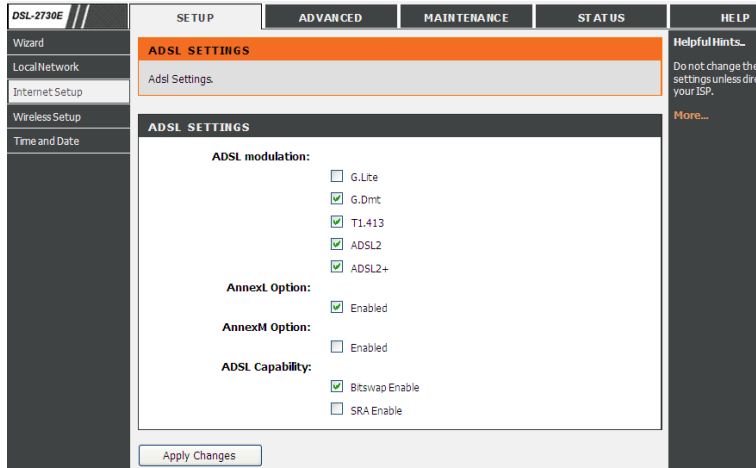 DSL-2730E
SETUP
ADVANCED
MAINTENANCE
STATUS
HELP
Wizard
Local Network
Internet Setup
Wireless Setup
Time and Date
ADSL SETTINGS
Adsl Settings.
ADSL SETTINGS
ADSL modulation:
G.Lite
G.Dmt
T1.413
ADSL2
ADSL2+
AnnexL Option:
Enabled
AnnexM Option:
Enabled
ADSL Capability:
Bitswap Enable
SRA Enable
Apply Changes
Helpful Hints..
Do not change the
settings unless dire
your ISP.
More...